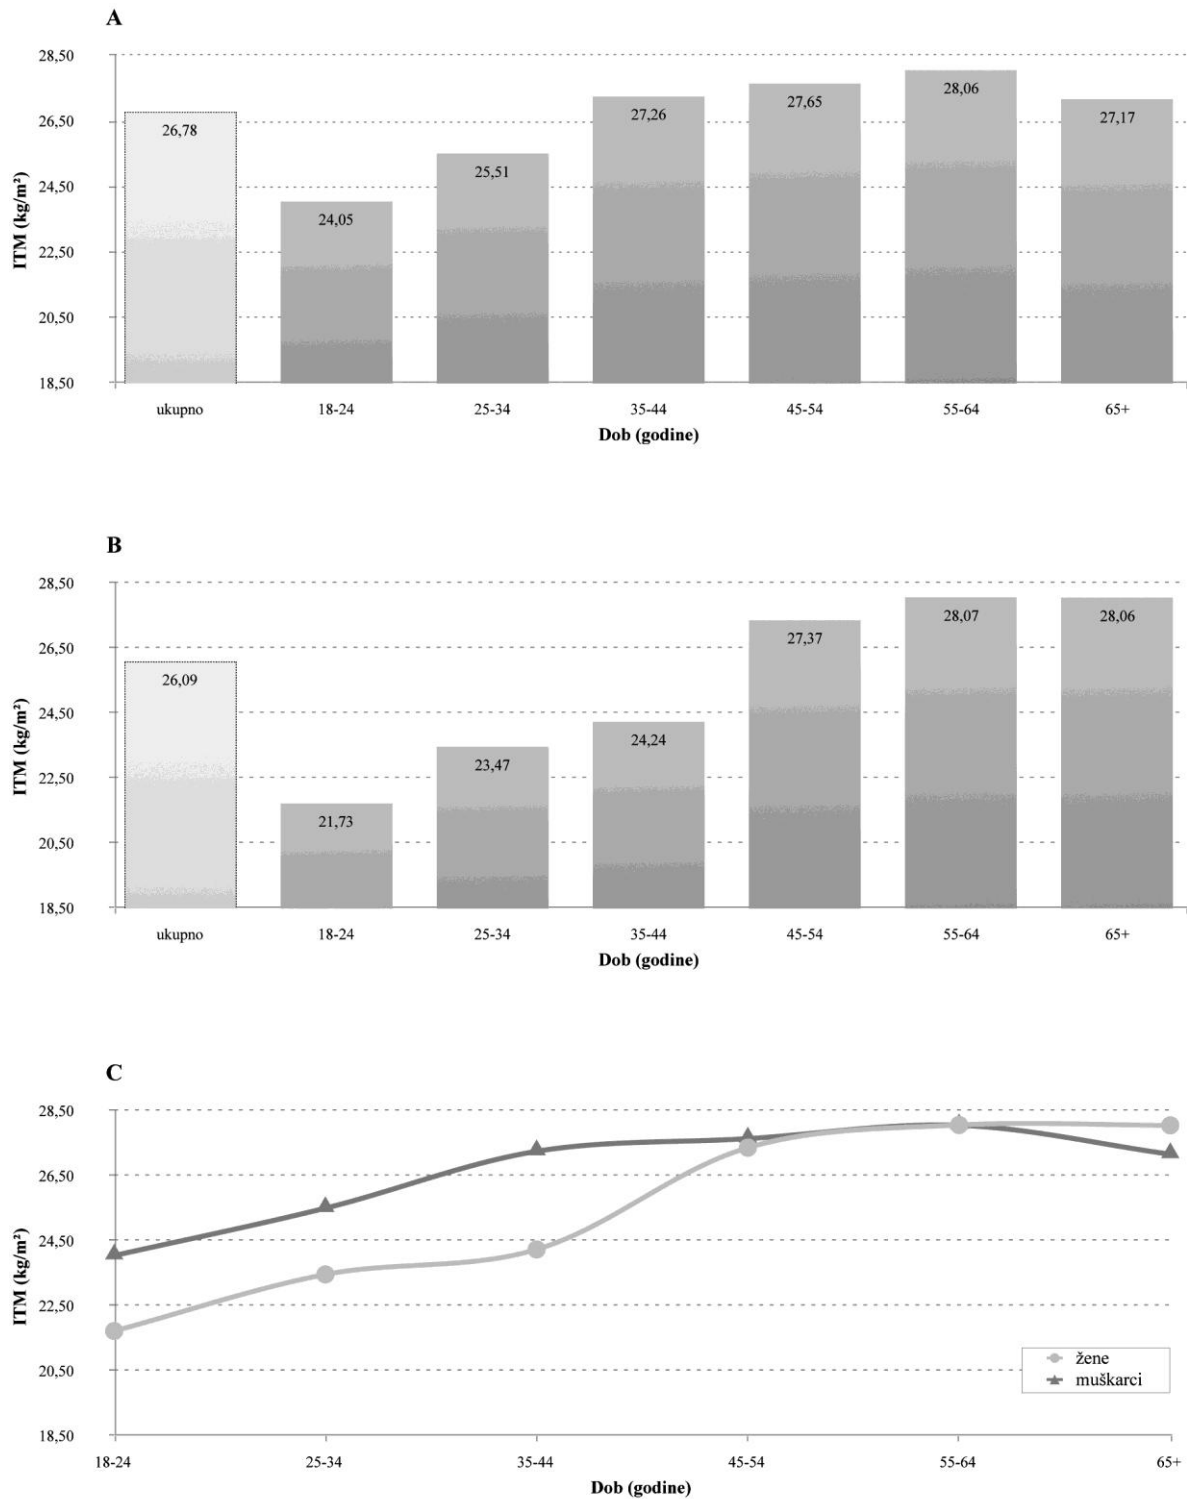 A
28,50
26,50
24,50
22,50
20,50
18,50
ITM (kg/m²)
26,78
24,05
25,51
27,26
27,65
28,06
27,17
ukupno 18-24 25-34 35-44 45-54 55-64 65+
Dob (godine)
B
28,50
26,50
24,50
22,50
20,50
18,50
ITM (kg/m²)
26,09
21,73
23,47
24,24
27,37
28,07
28,06
ukupno 18-24 25-34 35-44 45-54 55-64 65+
Dob (godine)
C
28,50
26,50
24,50
22,50
20,50
18,50
ITM (kg/m²)
žene
muškarci
18-24 25-34 35-44 45-54 55-64 65+
Dob (godine)